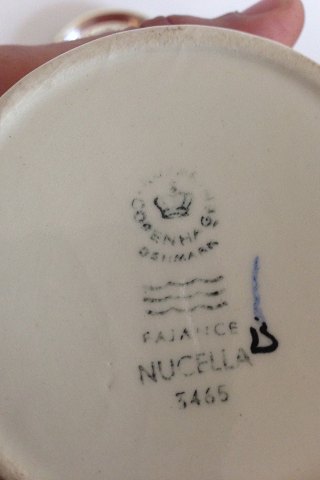 COPENHAGEN
DENMARK
FAJANCE
NUCELLA
3465